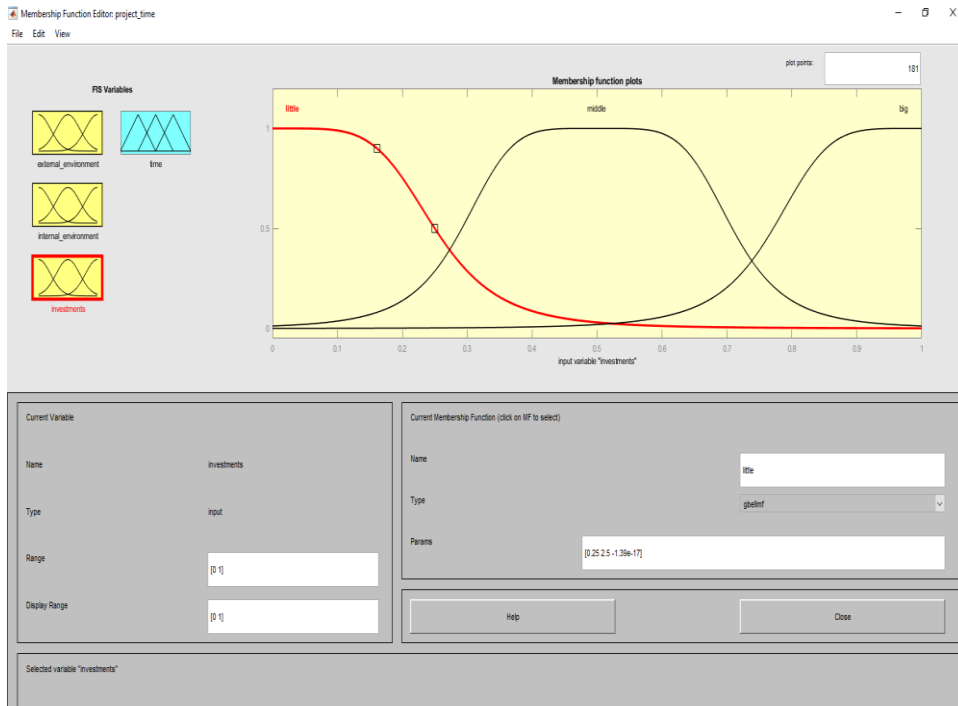 Membership Function Editor: project_time
File Edit View
plot points: 181
FIS Variables
external_environment
time
internal_environment
investments
Membership function plots
little middle big
1
0.5
0
0 0.1 0.2 0.3 0.4 0.5 0.6 0.7 0.8 0.9 1
input variable "investments"
Current Variable
Name investments
Type input
Range [0 1]
Display Range [0 1]
Current Membership Function (click on MF to select)
Name little
Type gbellmf
Params [0.25 2.5 -1.39e-17]
Help Close
Selected variable "investments"